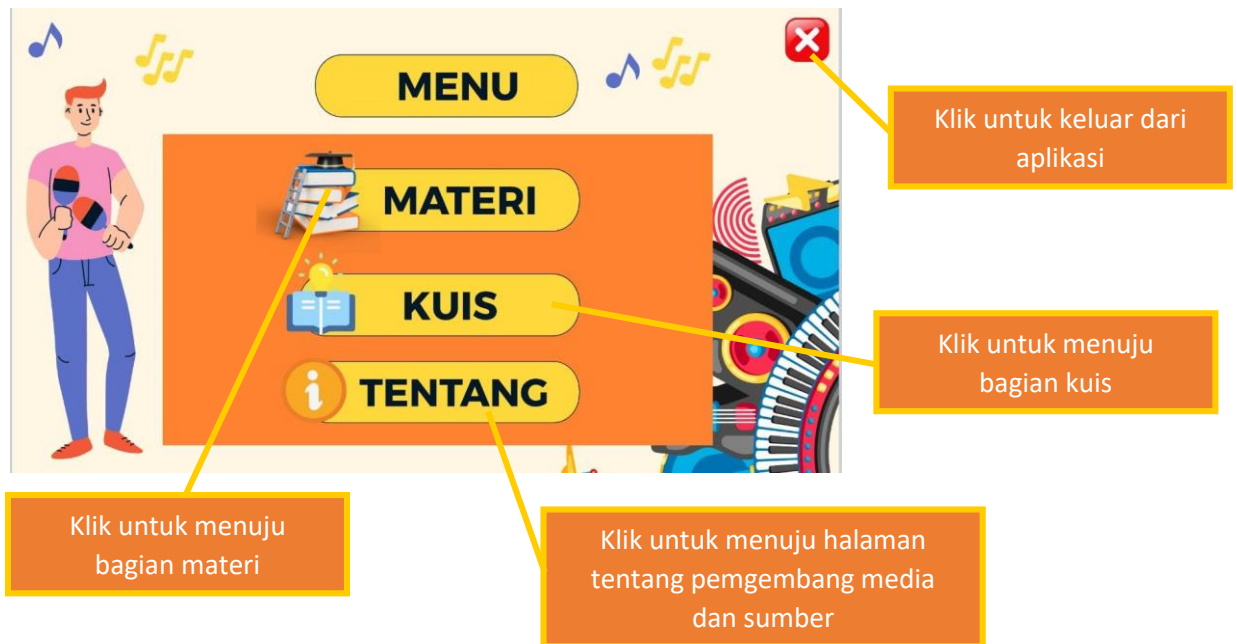 MENU
Klik untuk keluar dari
aplikasi
MATERI
KUIS
Klik untuk menuju
bagian kuis
TENTANG
Klik untuk menuju
bagian materi
Klik untuk menuju halaman
tentang pemgembang media
dan sumber